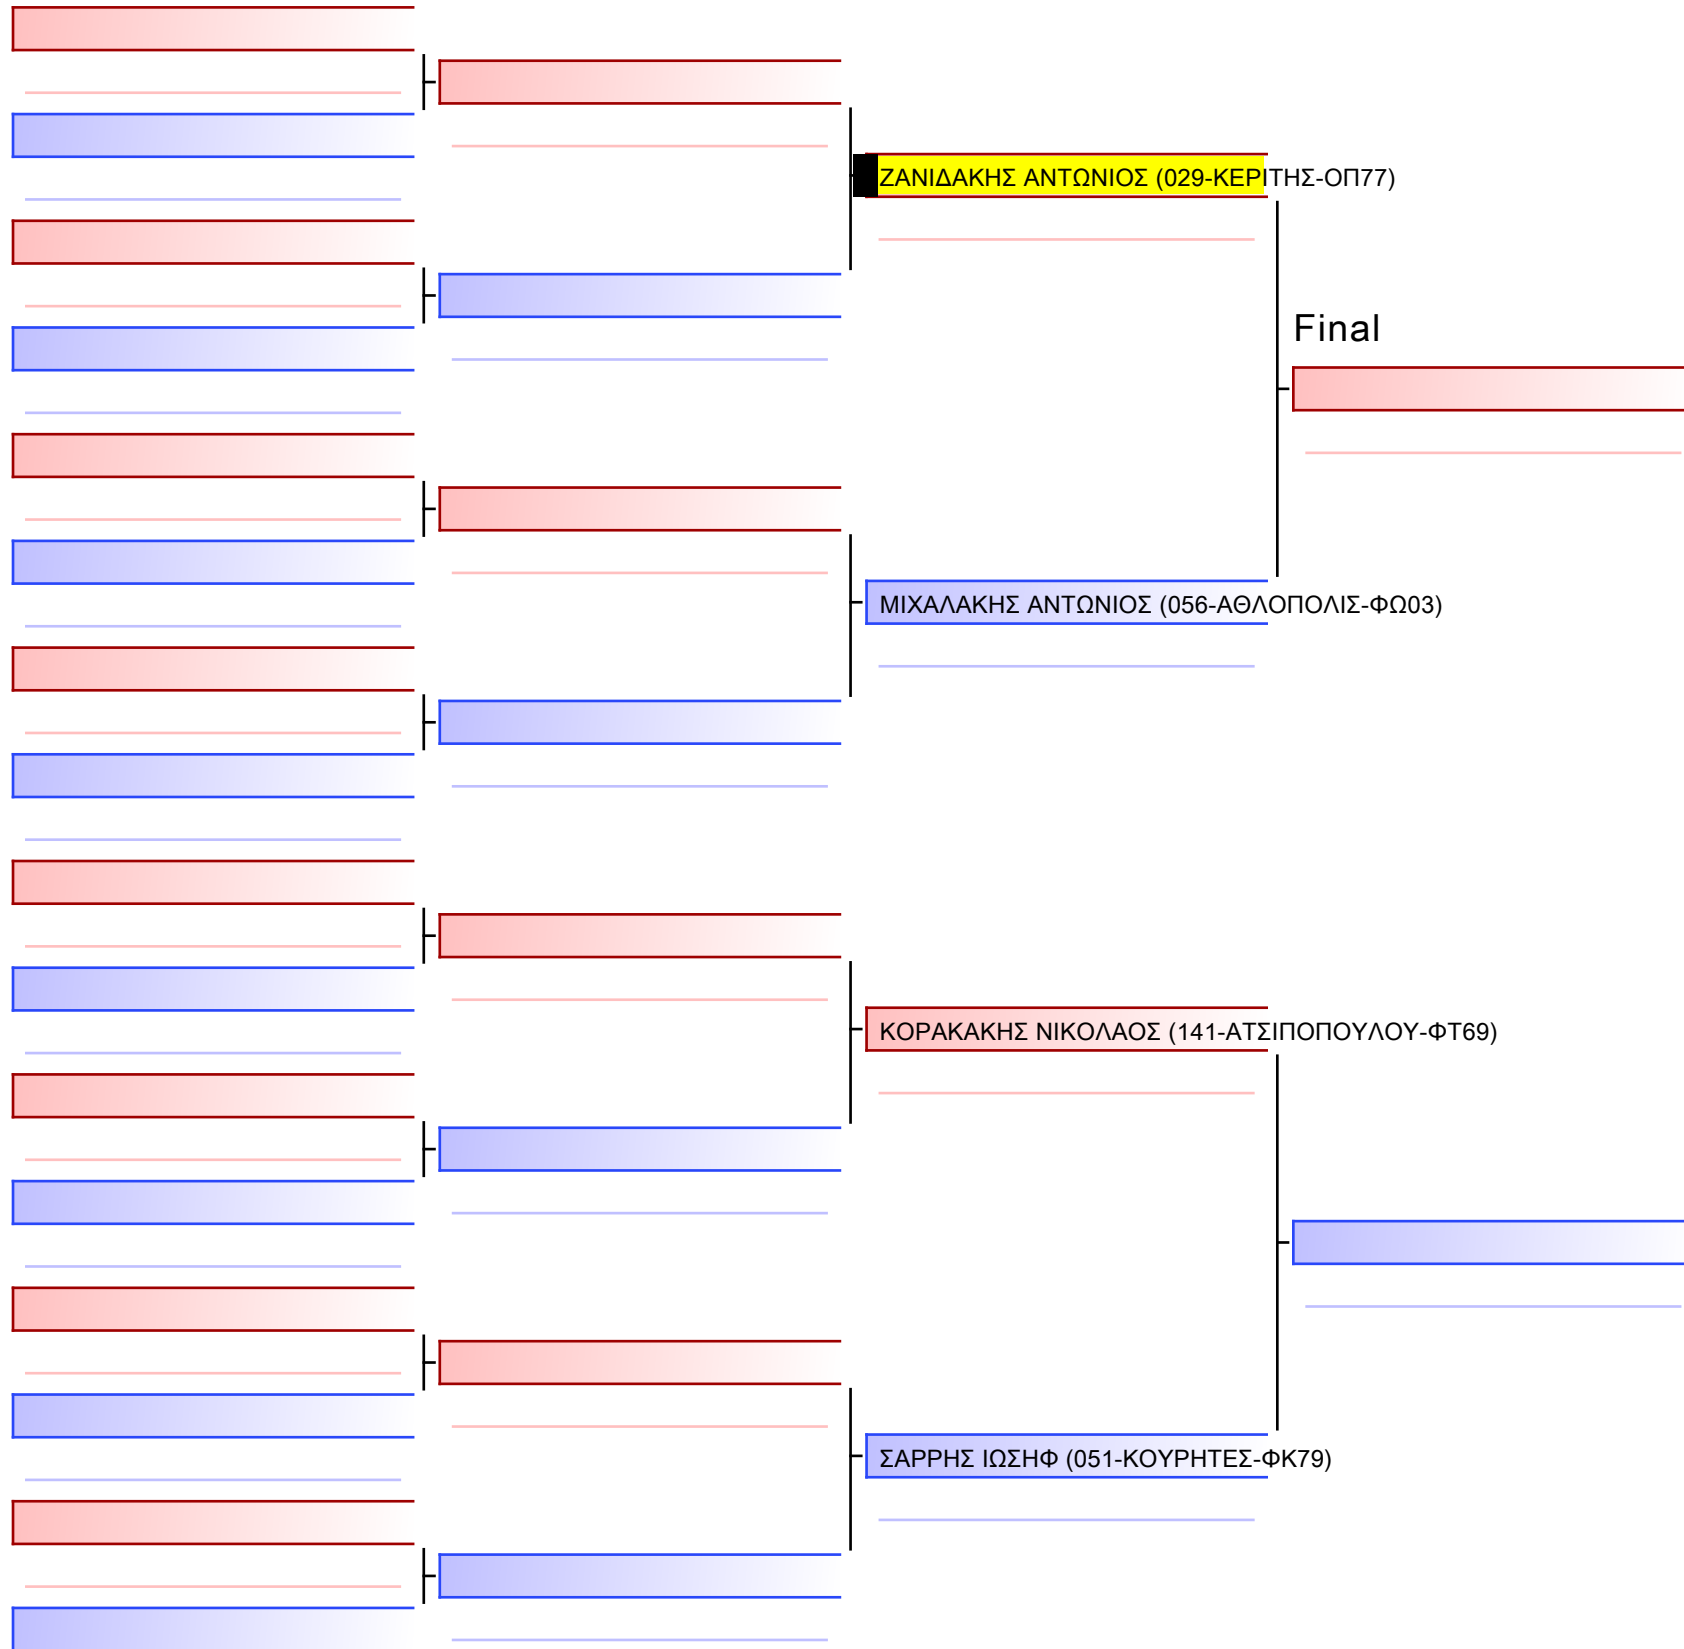 ΖΑΝΙΔΑΚΗΣ ΑΝΤΩΝΙΟΣ (029-ΚΕΡΙΤΗΣ-ΟΠ77)
Final
ΜΙΧΑΛΑΚΗΣ ΑΝΤΩΝΙΟΣ (056-ΑΘΛΟΠΟΛΙΣ-ΦΩ03)
ΚΟΡΑΚΑΚΗΣ ΝΙΚΟΛΑΟΣ (141-ΑΤΣΙΠΟΠΟΥΛΟΥ-ΦΤ69)
ΣΑΡΡΗΣ ΙΩΣΗΦ (051-ΚΟΥΡΗΤΕΣ-ΦΚ79)